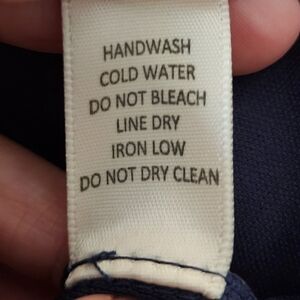 HANDWASH
COLD WATER
DO NOT BLEACH
LINE DRY
IRON LOW
DO NOT DRY CLEAN